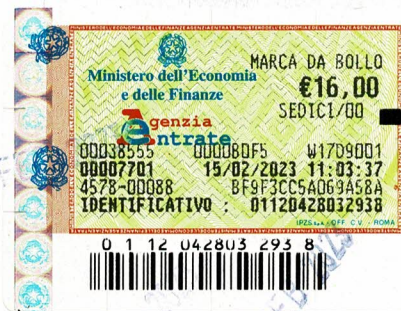 MARCA DA BOLLO
Ministero dell'Economia
e delle Finanze
€16,00
SEDICI/00
Agenzia
Entrate
00038555 0000B0F5 W17D9001
00007701 15/02/2023 11:03:37
4578-00088 BF9F3CC5A069A58A
IDENTIFICATIVO : 01120428032938
IPZS S.p.A. - OFF. C.V. - ROMA
0 1 12 042803 293 8